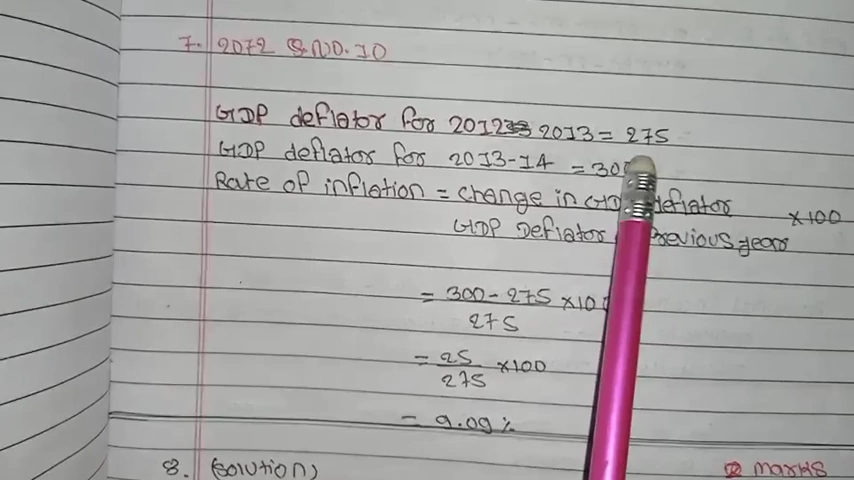 7. 2072 Q.NO.10
GDP deflator for 2012 2013 = 275
GDP deflator for 2013-14 = 300
Rate of inflation = change in GDP deflator ×100
GDP Deflator Previous year
= 300 - 275 ×100
275
= 25 ×100
275
= 9.09%
8. (Solution) marks